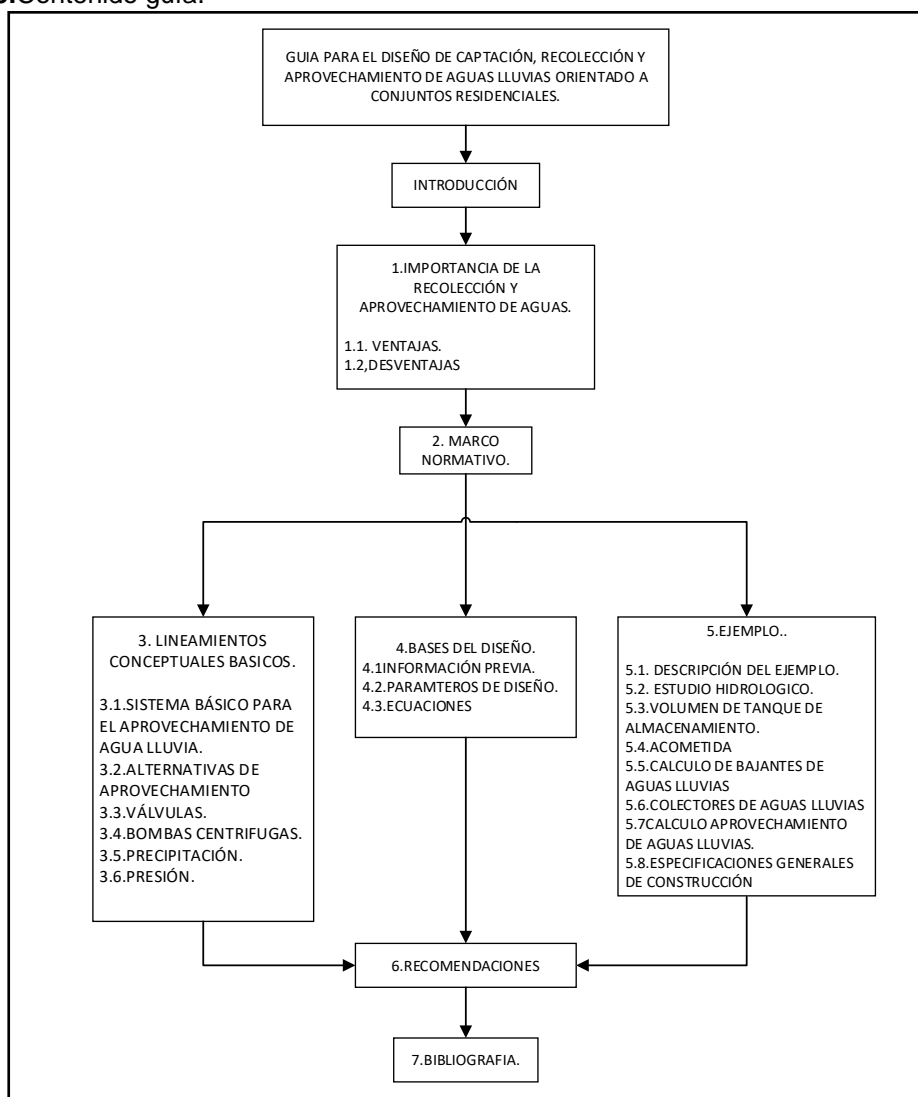 Contenido guía.
GUIA PARA EL DISEÑO DE CAPTACIÓN, RECOLECCIÓN Y
APROVECHAMIENTO DE AGUAS LLUVIAS ORIENTADO A
CONJUNTOS RESIDENCIALES.
INTRODUCCIÓN
1.IMPORTANCIA DE LA
RECOLECCIÓN Y
APROVECHAMIENTO DE AGUAS.
1.1. VENTAJAS.
1.2,DESVENTAJAS
2. MARCO
NORMATIVO.
3. LINEAMIENTOS
CONCEPTUALES BASICOS.
3.1.SISTEMA BÁSICO PARA
EL APROVECHAMIENTO DE
AGUA LLUVIA.
3.2.ALTERNATIVAS DE
APROVECHAMIENTO
3.3.VÁLVULAS.
3.4.BOMBAS CENTRIFUGAS.
3.5.PRECIPITACIÓN.
3.6.PRESIÓN.
4.BASES DEL DISEÑO.
4.1INFORMACIÓN PREVIA.
4.2.PARAMTEROS DE DISEÑO.
4.3.ECUACIONES
5.EJEMPLO..
5.1. DESCRIPCIÓN DEL EJEMPLO.
5.2. ESTUDIO HIDROLOGICO.
5.3.VOLUMEN DE TANQUE DE
ALMACENAMIENTO.
5.4.ACOMETIDA
5.5.CALCULO DE BAJANTES DE
AGUAS LLUVIAS
5.6.COLECTORES DE AGUAS LLUVIAS
5.7CALCULO APROVECHAMIENTO
DE AGUAS LLUVIAS.
5.8.ESPECIFICACIONES GENERALES
DE CONSTRUCCIÓN
6.RECOMENDACIONES
7.BIBLIOGRAFIA.